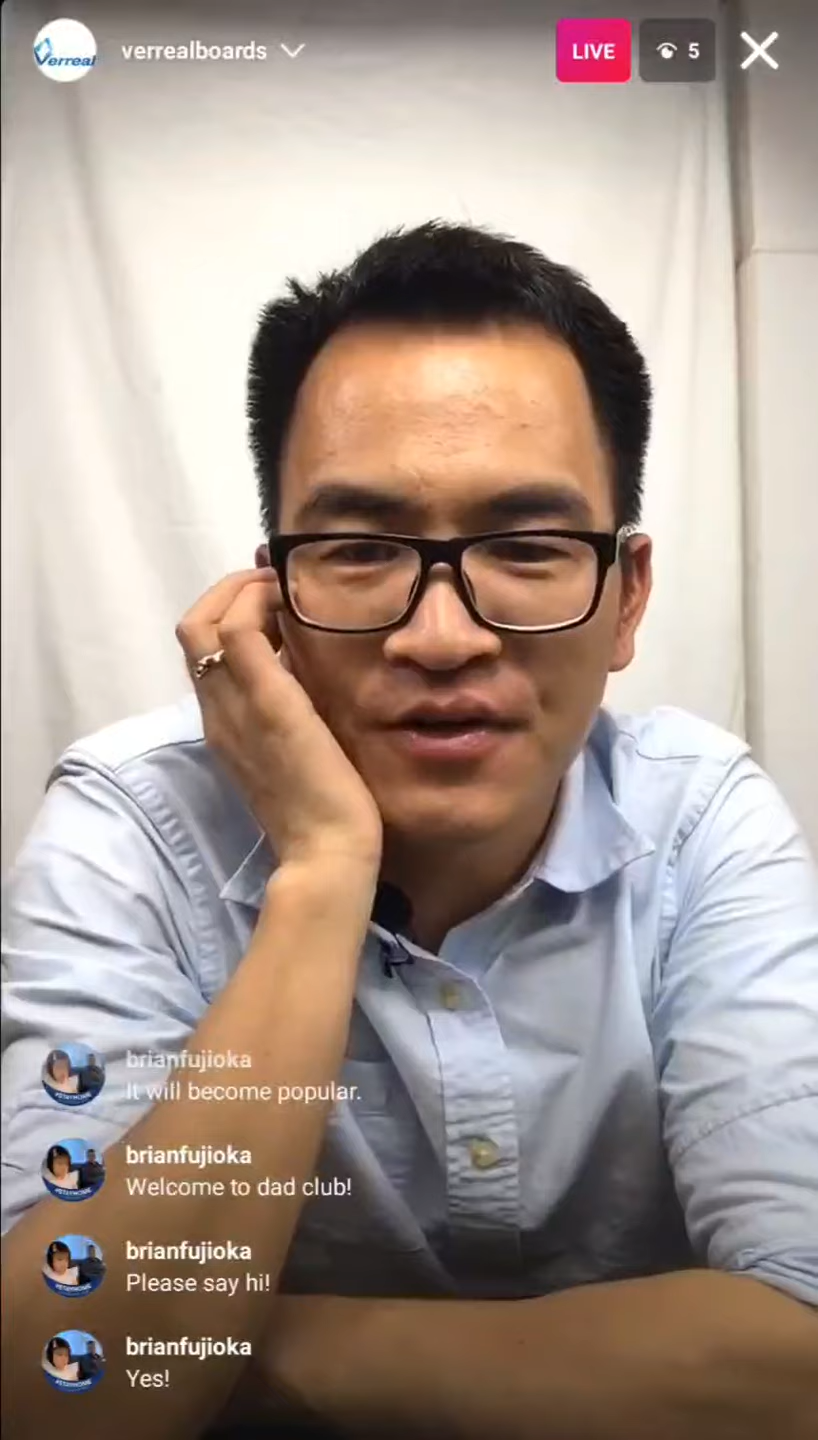 Verreal
verrealboards
LIVE
5
brianfujioka
It will become popular.
brianfujioka
Welcome to dad club!
brianfujioka
Please say hi!
brianfujioka
Yes!